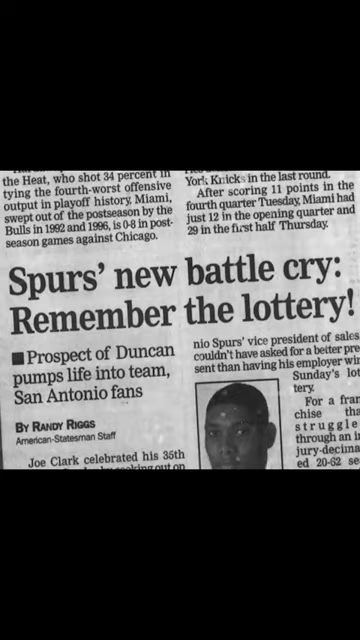 the Heat, who shot 34 percent in
tying the fourth-worst offensive
output in playoff history. Miami,
swept out of the postseason by the
Bulls in 1992 and 1996, is 0-8 in post-
season games against Chicago.
York Knicks in the last round.
After scoring 11 points in the
fourth quarter Tuesday, Miami had
just 12 in the opening quarter and
29 in the first half Thursday.
Spurs' new battle cry:
Remember the lottery!
■ Prospect of Duncan
pumps life into team,
San Antonio fans
BY RANDY RIGGS
American-Statesman Staff
Joe Clark celebrated his 35th
nio Spurs' vice president of sales
couldn't have asked for a better pre
sent than having his employer win
Sunday's lot
tery.
For a fran
chise tha
struggle
through an in
jury-decima
ed 20-62 se